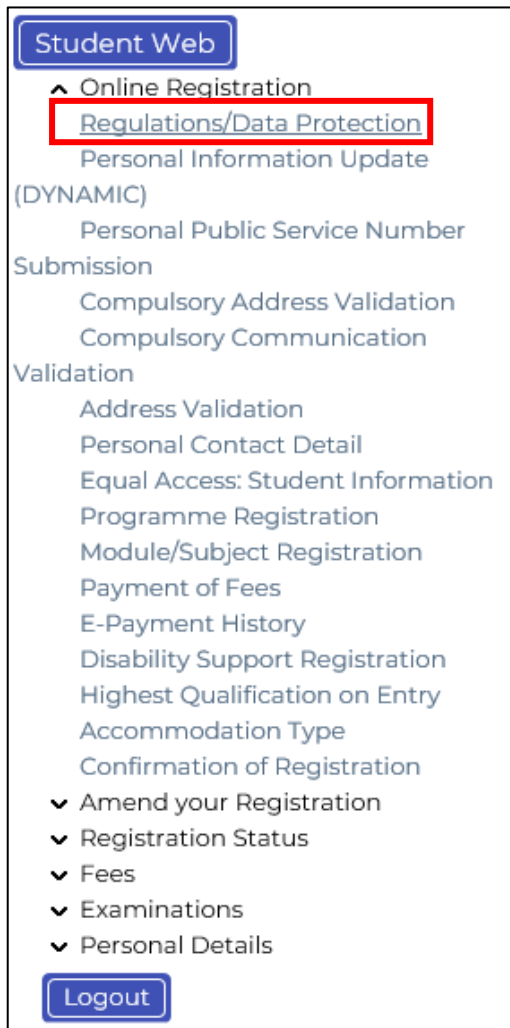 Student Web
Online Registration
Regulations/Data Protection
Personal Information Update
(DYNAMIC)
Personal Public Service Number
Submission
Compulsory Address Validation
Compulsory Communication
Validation
Address Validation
Personal Contact Detail
Equal Access: Student Information
Programme Registration
Module/Subject Registration
Payment of Fees
E-Payment History
Disability Support Registration
Highest Qualification on Entry
Accommodation Type
Confirmation of Registration
Amend your Registration
Registration Status
Fees
Examinations
Personal Details
Logout